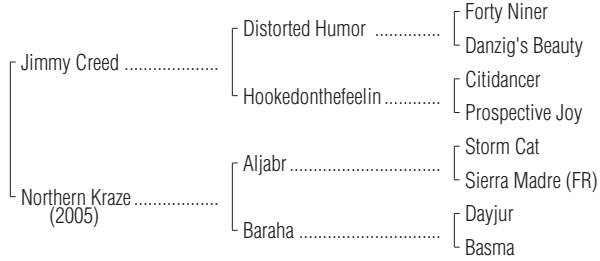 Forty Niner
Distorted Humor ..............
Danzig's Beauty
Jimmy Creed ....................
Citidancer
Hookedonthefeelin ............
Prospective Joy
Storm Cat
Aljabr ................................
Sierra Madre (FR)
Northern Kraze ..................
(2005)
Dayjur
Baraha ..............................
Basma